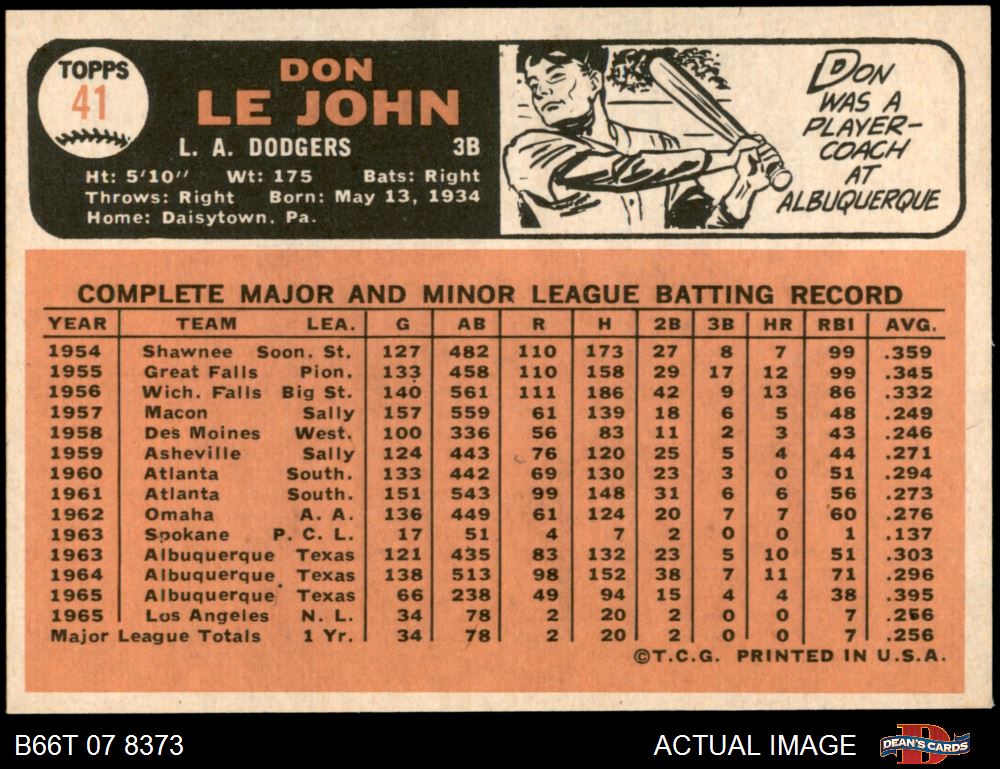 TOPPS
41
DON
LE JOHN
L. A. DODGERS 3B
Ht: 5'10" Wt: 175 Bats: Right
Throws: Right Born: May 13, 1934
Home: Daisytown, Pa.
DON
WAS A
PLAYER-
COACH
AT
ALBUQUERQUE
COMPLETE MAJOR AND MINOR LEAGUE BATTING RECORD
YEAR TEAM LEA. G AB R H 2B 3B HR RBI AVG.
1954 Shawnee Soon. St. 127 482 110 173 27 8 7 99 .359
1955 Great Falls Pion. 133 458 110 158 29 17 12 99 .345
1956 Wich. Falls Big St. 140 561 111 186 42 9 13 86 .332
1957 Macon Sally 157 559 61 139 18 6 5 48 .249
1958 Des Moines West. 100 336 56 83 11 2 3 43 .246
1959 Asheville Sally 124 443 76 120 25 5 4 44 .271
1960 Atlanta South. 133 442 69 130 23 3 0 51 .294
1961 Atlanta South. 151 543 99 148 31 6 6 56 .273
1962 Omaha A. A. 136 449 61 124 20 7 7 60 .276
1963 Spokane P. C. L. 17 51 4 7 2 0 0 1 .137
1963 Albuquerque Texas 121 435 83 132 23 5 10 51 .303
1964 Albuquerque Texas 138 513 98 152 38 7 11 71 .296
1965 Albuquerque Texas 66 238 49 94 15 4 4 38 .395
1965 Los Angeles N. L. 34 78 2 20 2 0 0 7 .256
Major League Totals 1 Yr. 34 78 2 20 2 0 0 7 .256
©T.C.G. PRINTED IN U.S.A.
B66T 07 8373 ACTUAL IMAGE DEAN'S CARDS